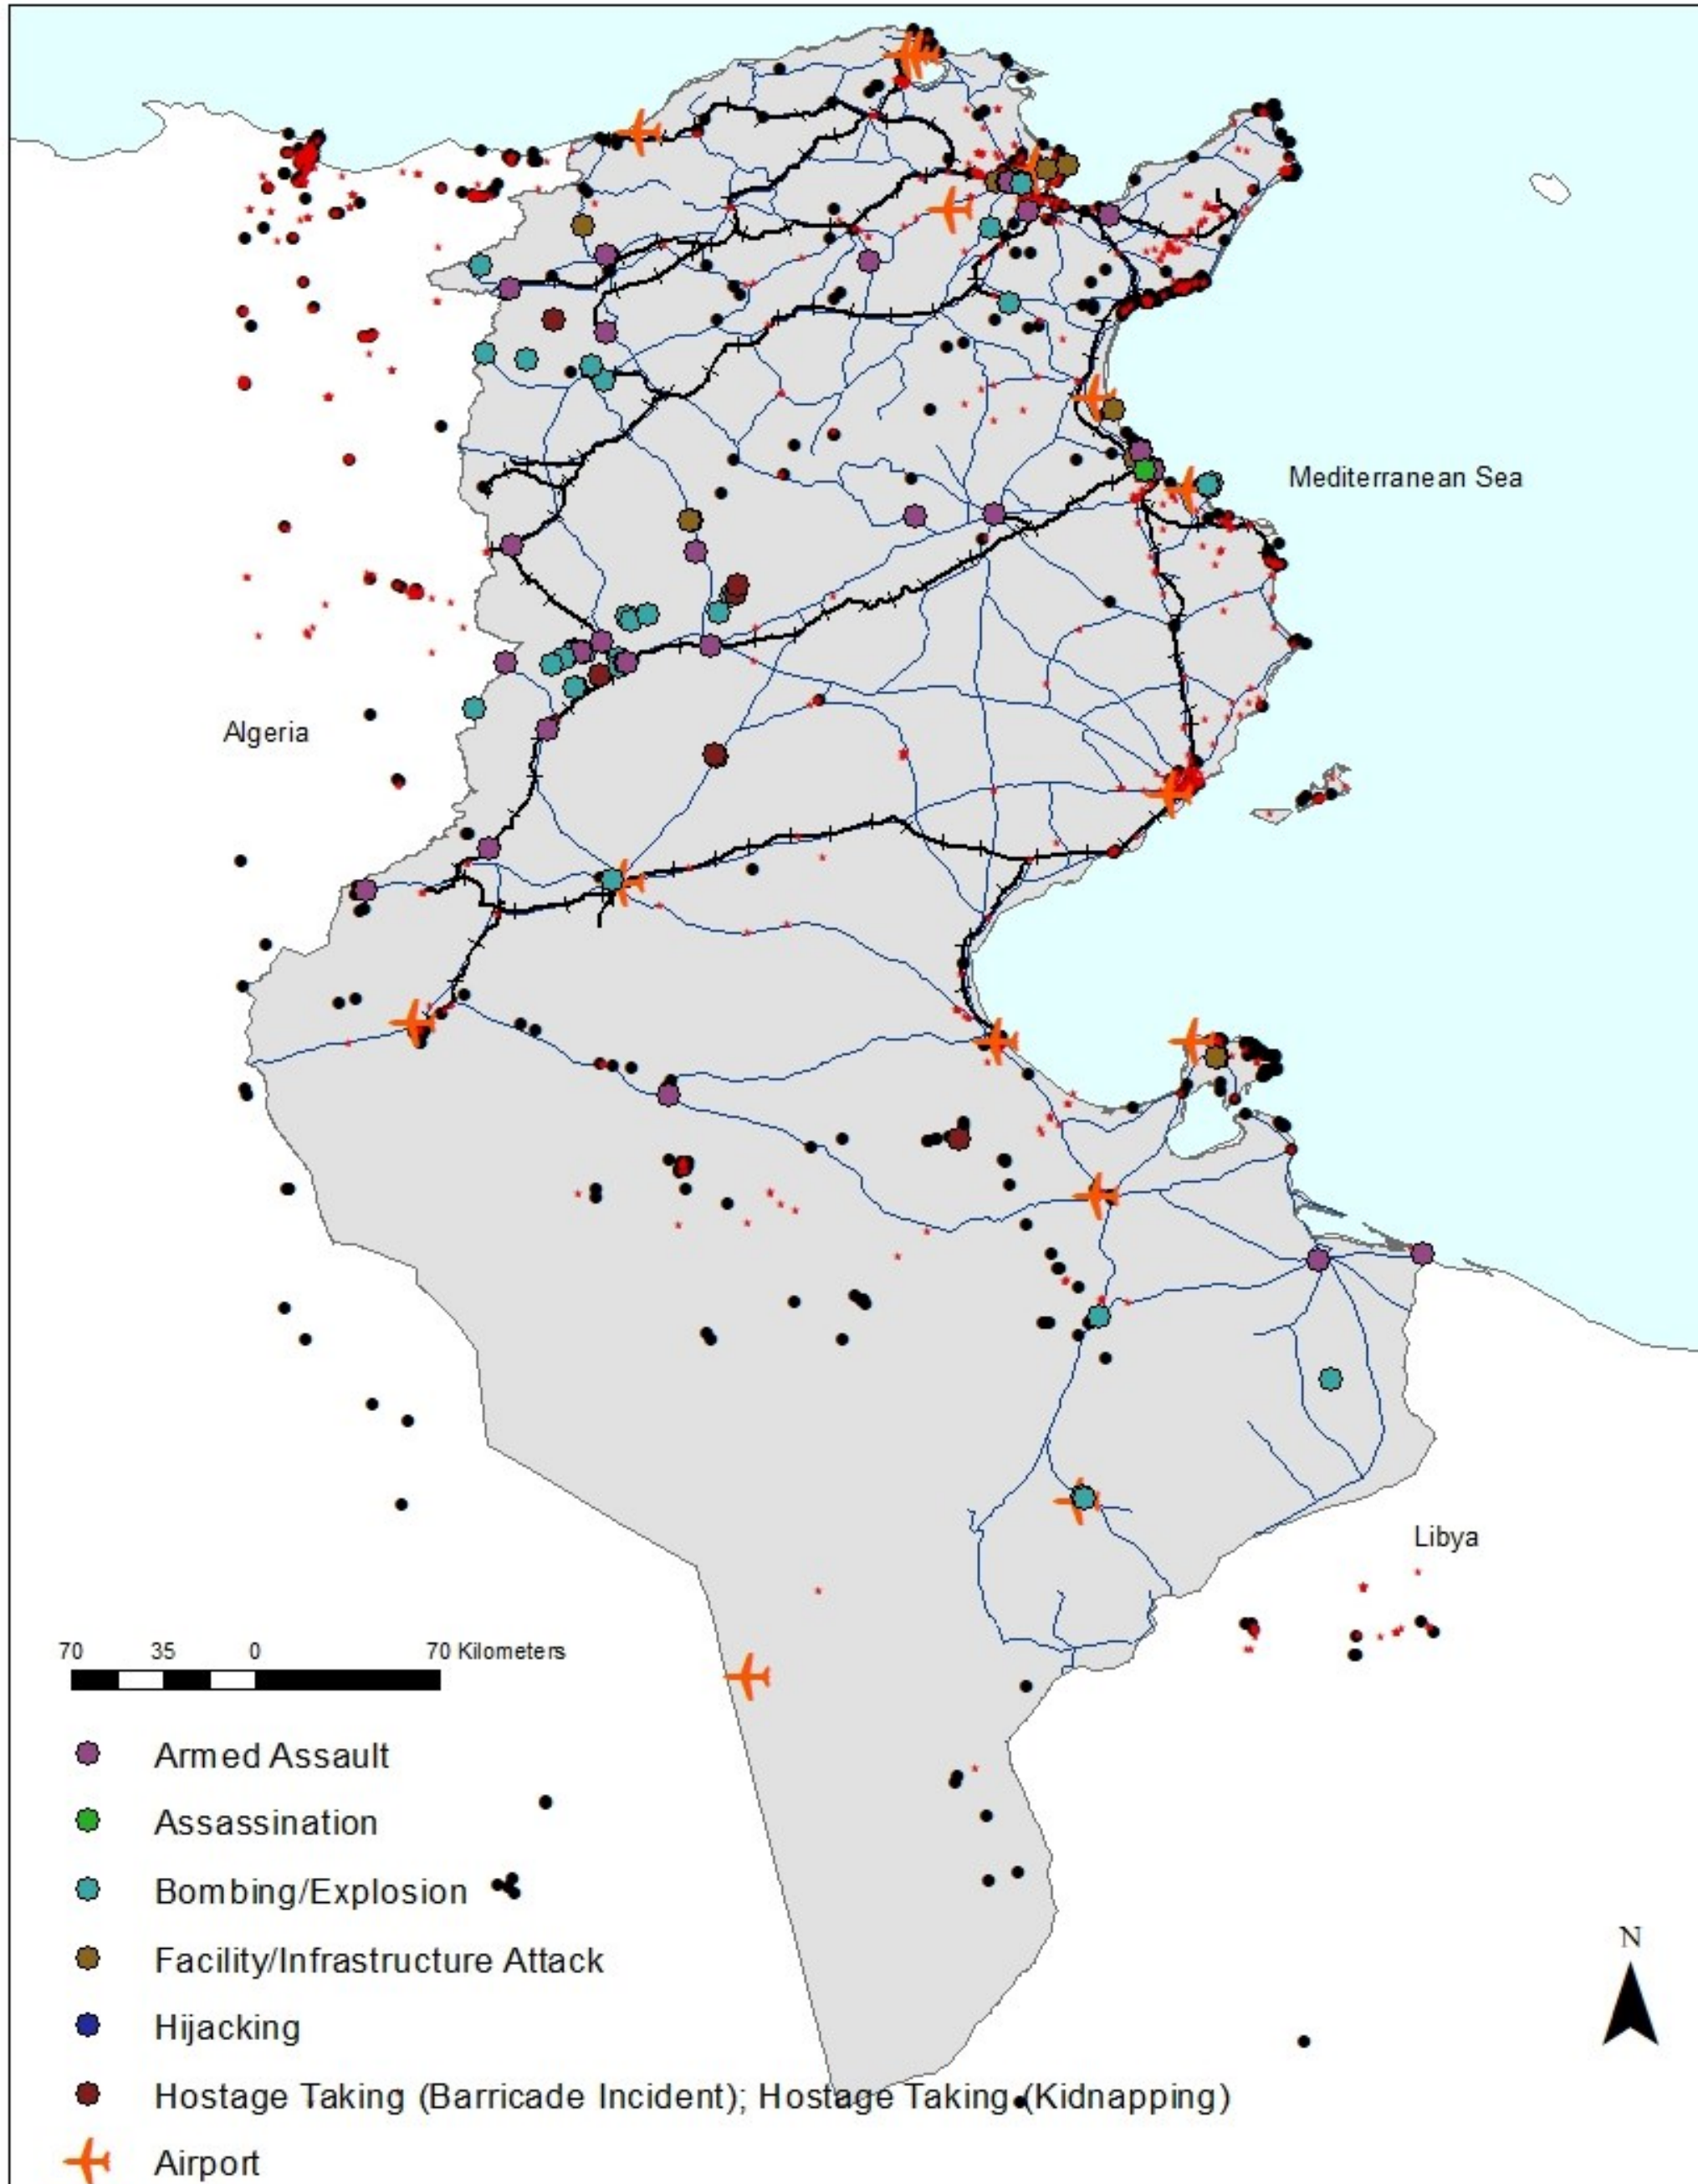 Mediterranean Sea
Algeria
Libya
70 35 0 70 Kilometers
Armed Assault
Assassination
Bombing/Explosion
Facility/Infrastructure Attack
Hijacking
Hostage Taking (Barricade Incident); Hostage Taking (Kidnapping)
Airport
N